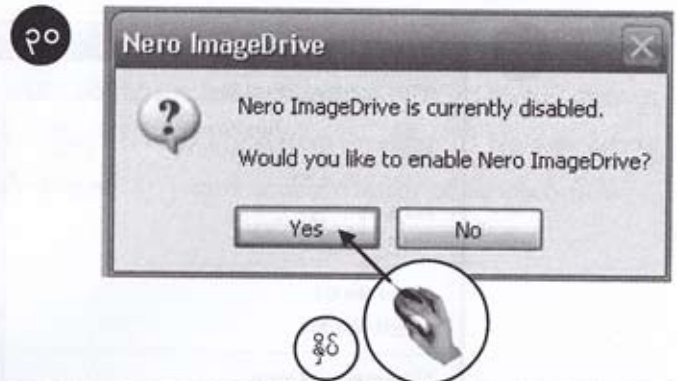 ၃၀
Nero ImageDrive
Nero ImageDrive is currently disabled.
Would you like to enable Nero ImageDrive?
Yes
No
နှိပ်